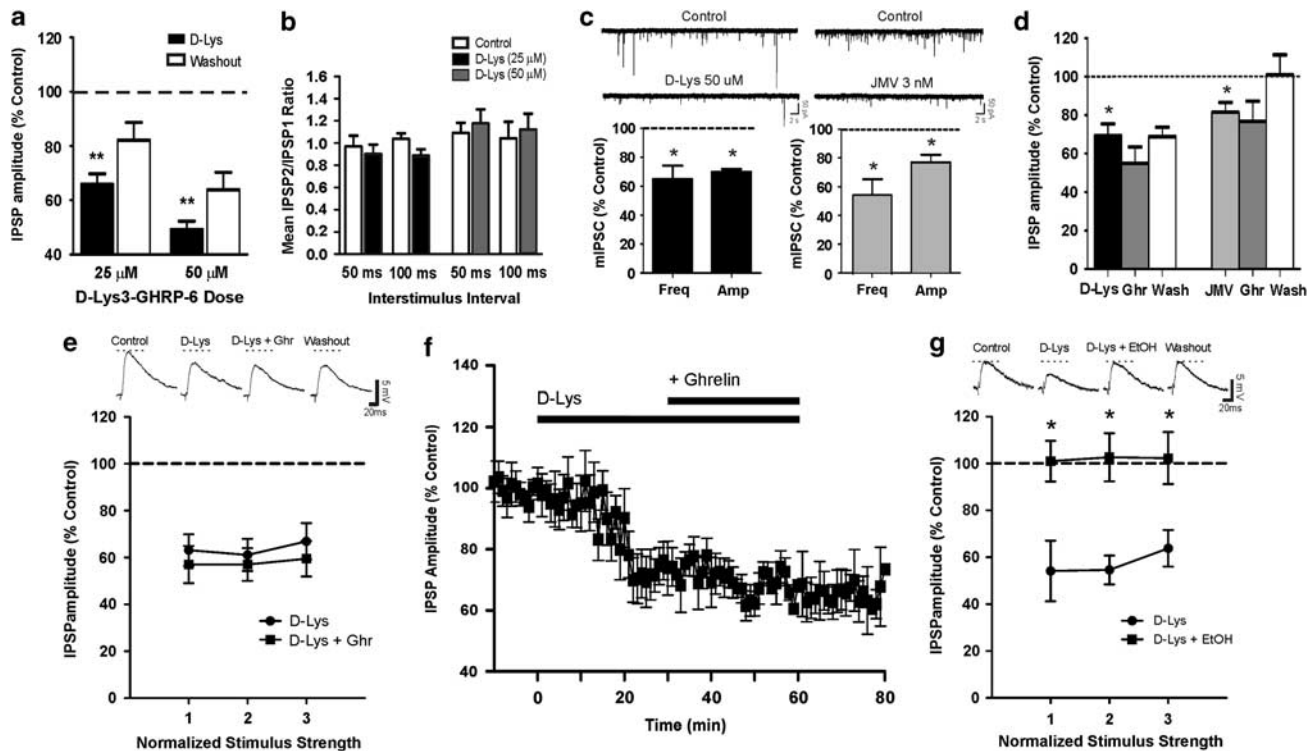 a
D-Lys
Washout
IPSP amplitude (% Control)
120
100
80
60
40
**
**
25 μM
50 μM
D-Lys3-GHRP-6 Dose
b
Control
D-Lys (25 μM)
D-Lys (50 μM)
Mean IPSP2/IPSP1 Ratio
1.6
1.4
1.2
1.0
0.8
0.6
0.4
0.2
0.0
50 ms 100 ms 50 ms 100 ms
Interstimulus Interval
c
Control
Control
D-Lys 50 uM
JMV 3 nM
50 pA
2 s
50 pA
2 s
mIPSC (% Control)
100
80
60
40
20
0
* *
Freq Amp
mIPSC (% Control)
100
80
60
40
20
0
* *
Freq Amp
d
IPSP amplitude (% Control)
120
100
80
60
40
20
0
* *
D-Lys Ghr Wash JMV Ghr Wash
e
Control D-Lys D-Lys + Ghr Washout
5 mV
20ms
IPSPamplitude (% Control)
120
100
80
60
40
20
0
D-Lys
D-Lys + Ghr
1 2 3
Normalized Stimulus Strength
f
+ Ghrelin
D-Lys
IPSP Amplitude (% Control)
140
120
100
80
60
40
0 20 40 60 80
Time (min)
g
Control D-Lys D-Lys + EtOH Washout
5 mV
20ms
* * *
IPSPamplitude (% Control)
120
100
80
60
40
20
0
D-Lys
D-Lys + EtOH
1 2 3
Normalized Stimulus Strength